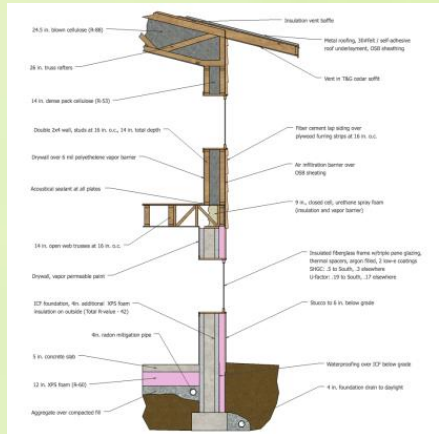 24.5 in. blown cellulose (R-88)
26 in. truss rafters
14 in. dense pack cellulose (R-53)
Double 2x4 wall, studs at 16 in. o.c., 14 in. total depth
Drywall over 6 mil polyethelene vapor barrier
Acoustical sealant at all plates
14 in. open web trusses at 16 in. o.c.
Drywall, vapor permeable paint
ICF foundation, 4in. additional XPS foam
insulation on outside (Total R-value - 42)
4in. radon mitigation pipe
5 in. concrete slab
12 in. XPS foam (R-60)
Aggregate over compacted fill
Insulation vent baffle
Metal roofing, 30#felt / self-adhesive
roof underlayment, OSB sheathing
Vent in T&G cedar soffit
Fiber cement lap siding over
plywood furring strips at 16 in. o.c.
Air infiltration barrier over
OSB sheating
9 in., closed cell, urethane spray foam
(insulation and vapor barrier)
Insulated fiberglass frame w/triple pane glazing,
thermal spacers, argon filled, 2 low-e coatings
SHGC: .5 to South, .3 elsewhere
U-factor: .19 to South, .17 elsewhere
Stucco to 6 in. below grade
Waterproofing over ICF below grade
4 in. foundation drain to daylight